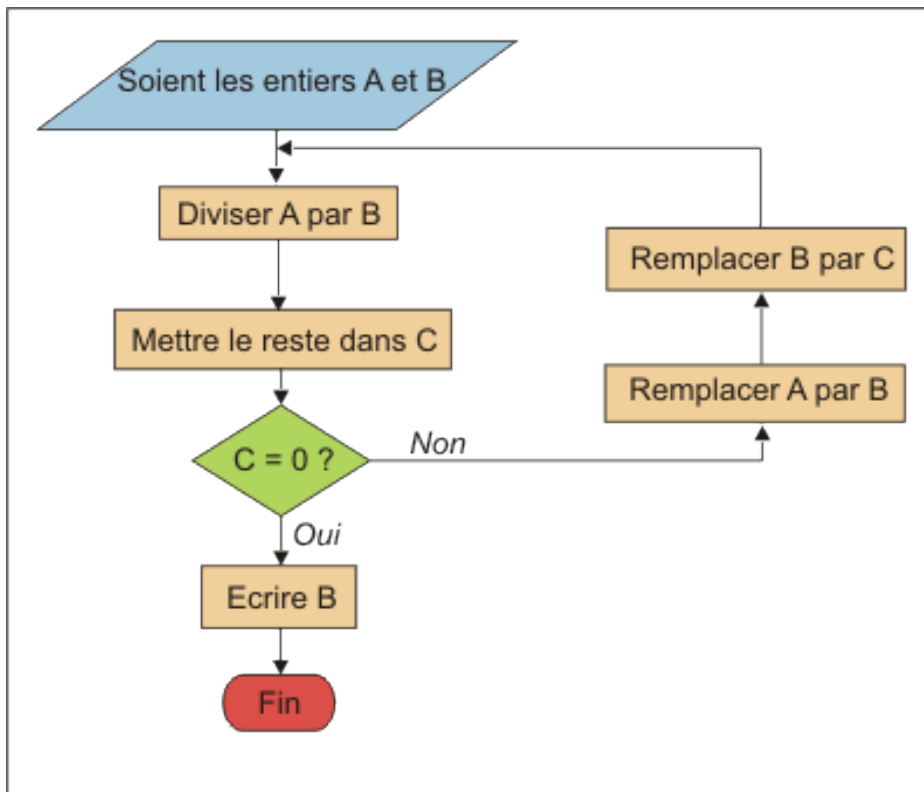 Soient les entiers A et B
Diviser A par B
Mettre le reste dans C
C = 0 ?
Non
Remplacer A par B
Remplacer B par C
Oui
Ecrire B
Fin